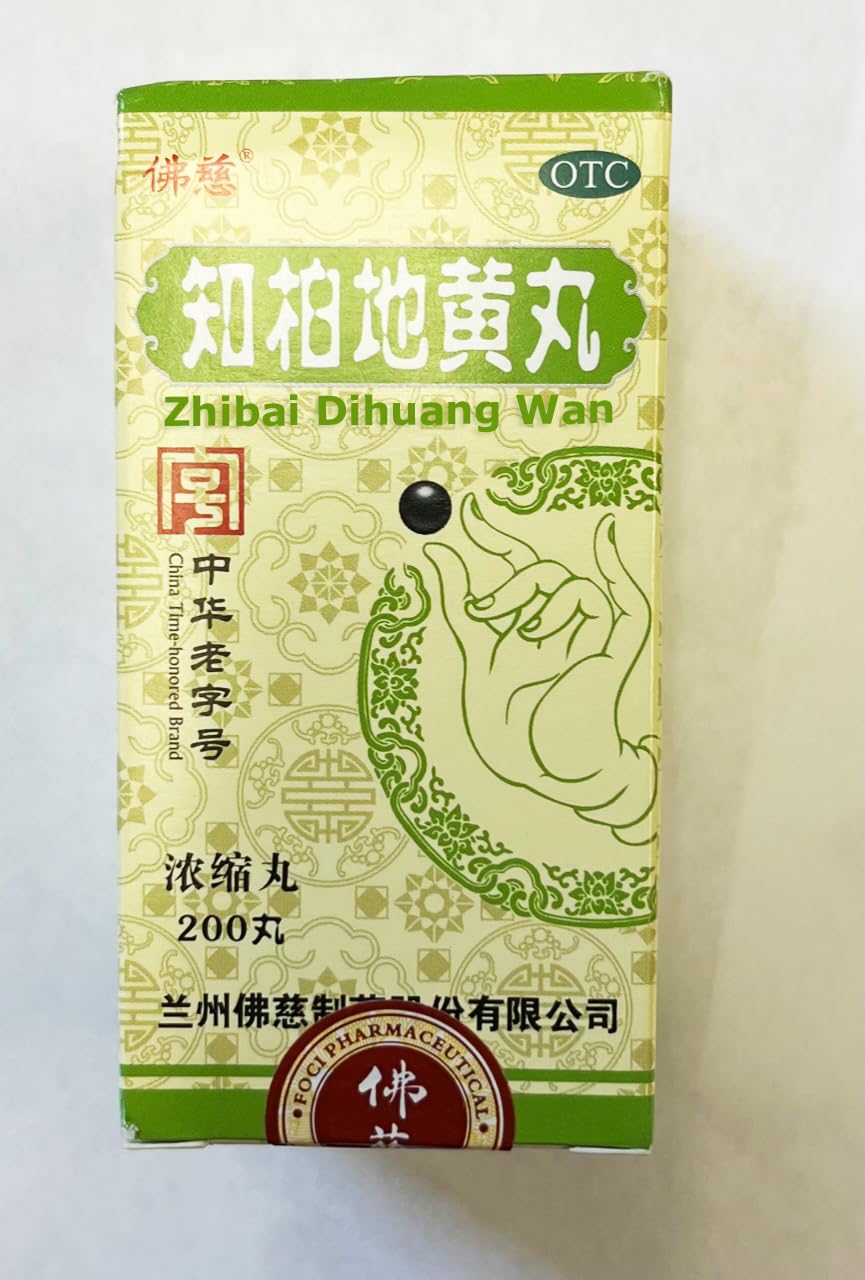 佛慈®
OTC
知柏地黄丸
Zhibai Dihuang Wan
中华老字号
China Time-honored Brand
浓缩丸
200丸
兰州佛慈制药股份有限公司
FOCI PHARMACEUTICAL
佛慈